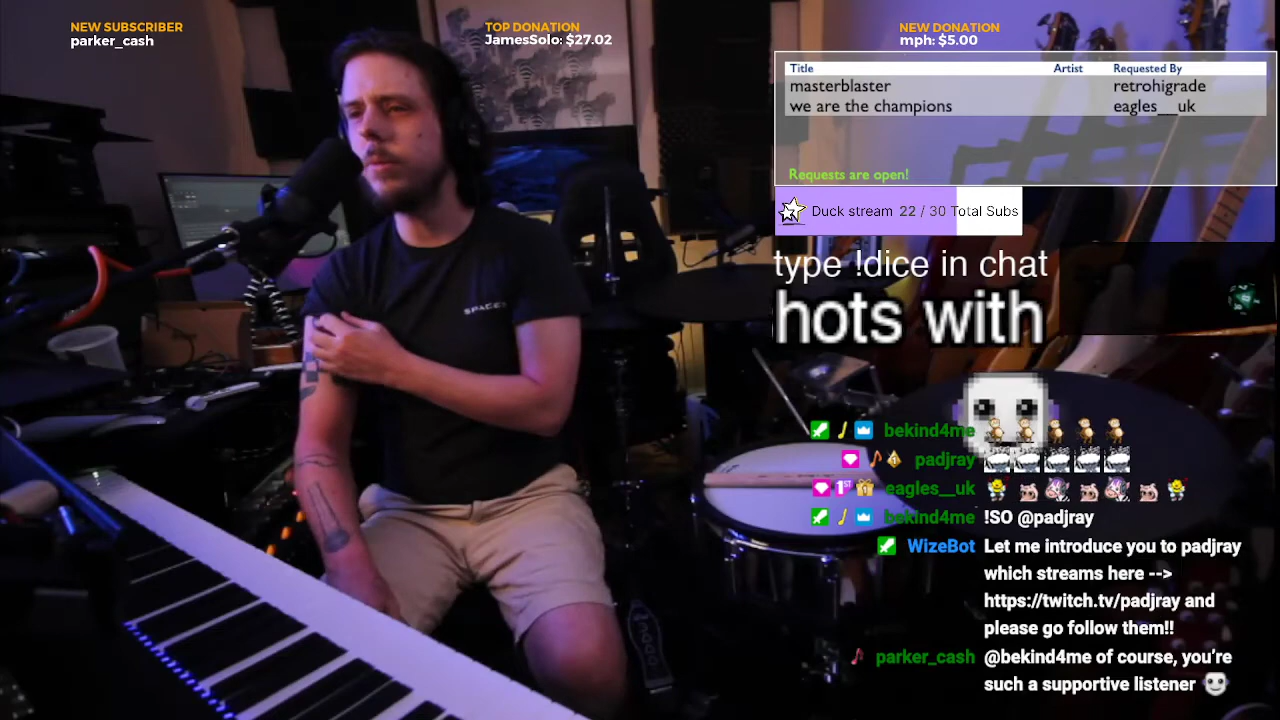 NEW SUBSCRIBER
parker_cash
TOP DONATION
JamesSolo: $27.02
NEW DONATION
mph: $5.00
Title Artist Requested By
masterblaster retrohigrade
we are the champions eagles__uk
Requests are open!
Duck stream 22 / 30 Total Subs
type !dice in chat
hots with
SPACES
bekind4me
padjray
1ST eagles__uk
bekind4me !SO @padjray
WizeBot Let me introduce you to padjray
which streams here -->
https://twitch.tv/padjray and
please go follow them!!
parker_cash @bekind4me of course, you're
such a supportive listener